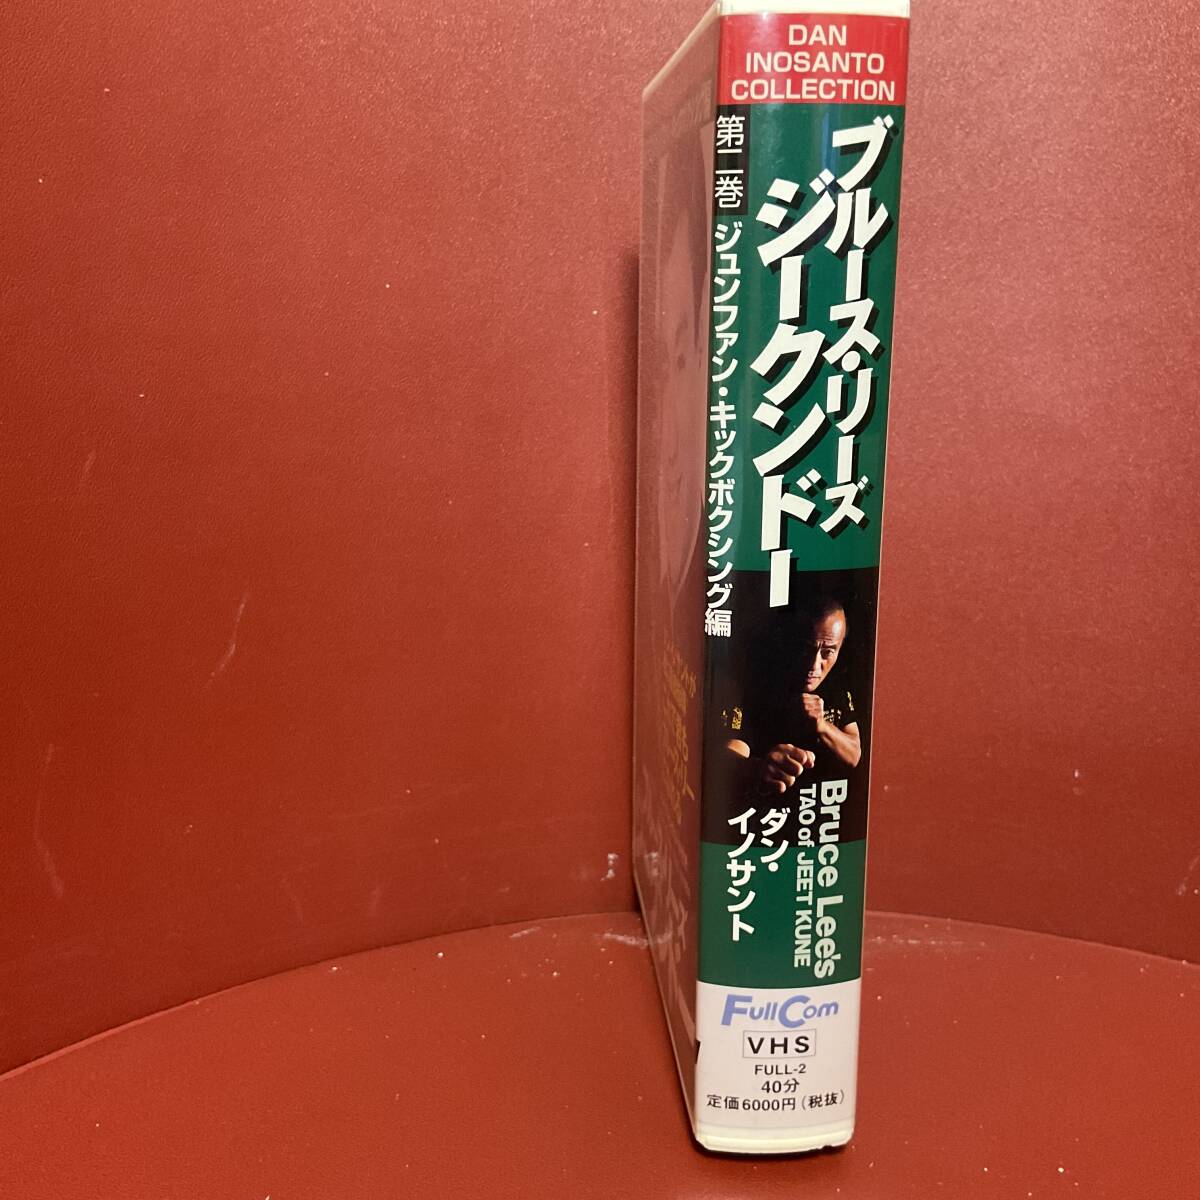 DAN
INOSANTO
COLLECTION
ブルース・リーズ
ジークンドー
第二巻
ジュンファン・キックボクシング編
Bruce Lee's
TAO of JEET KUNE
ダン・
イノサント
FullCom
VHS
FULL-2
40分
定価6000円(税抜)